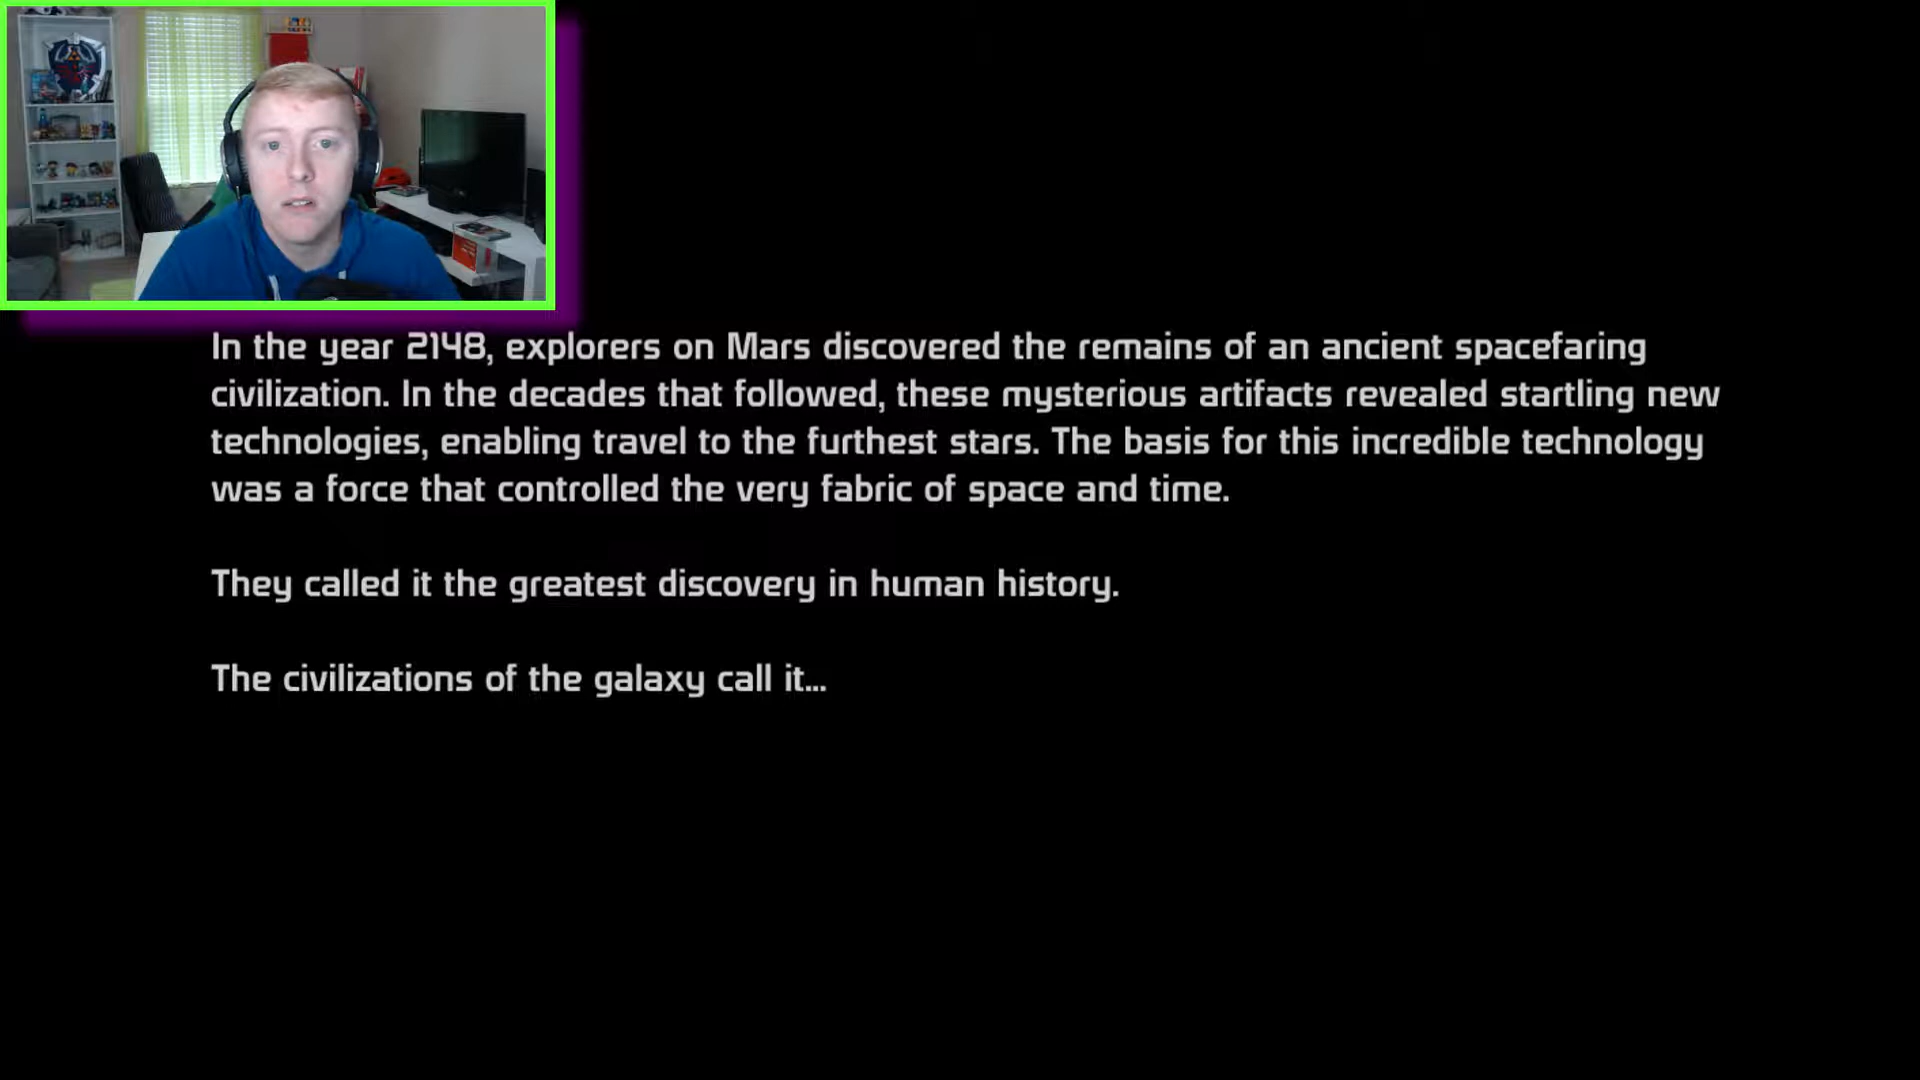 In the year 2148, explorers on Mars discovered the remains of an ancient spacefaring
civilization. In the decades that followed, these mysterious artifacts revealed startling new
technologies, enabling travel to the furthest stars. The basis for this incredible technology
was a force that controlled the very fabric of space and time.
They called it the greatest discovery in human history.
The civilizations of the galaxy call it...